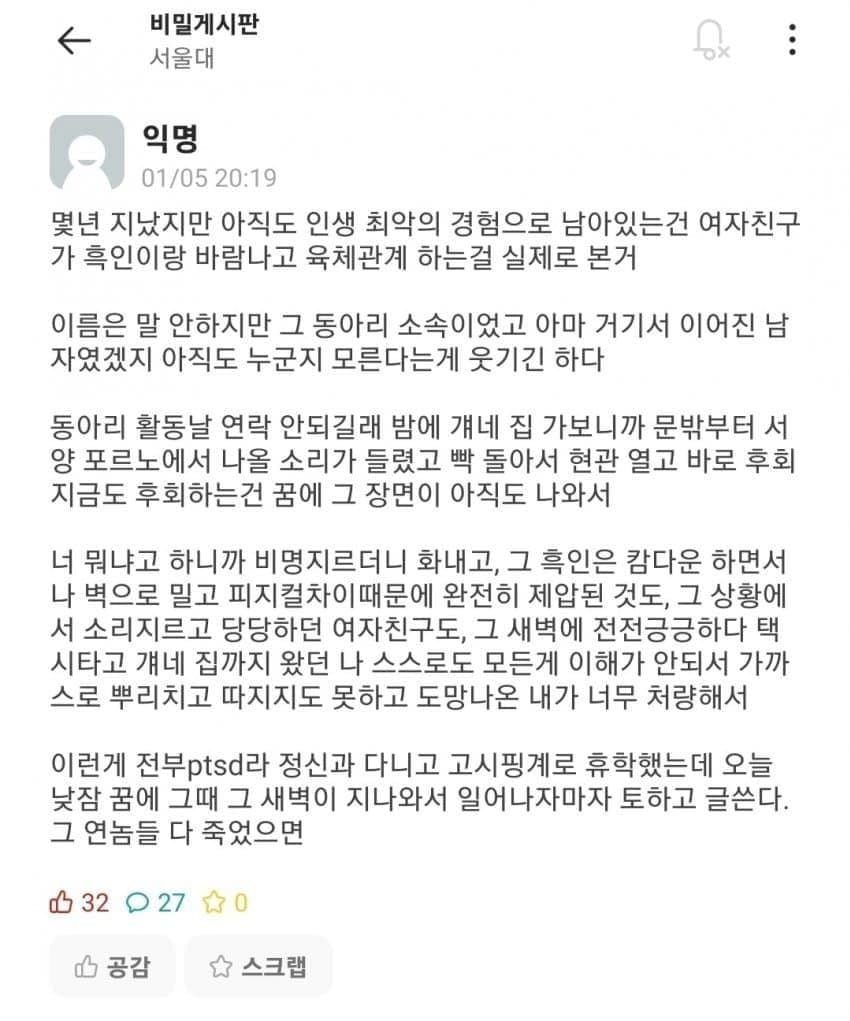 비밀게시판
서울대
익명
01/05 20:19
몇년 지났지만 아직도 인생 최악의 경험으로 남아있는건 여자친구
가 흑인이랑 바람나고 육체관계 하는걸 실제로 본거
이름은 말 안하지만 그 동아리 소속이었고 아마 거기서 이어진 남
자였겠지 아직도 누군지 모른다는게 웃기긴 하다
동아리 활동날 연락 안되길래 밤에 걔네 집 가보니까 문밖부터 서
양 포르노에서 나올 소리가 들렸고 빡 돌아서 현관 열고 바로 후회
지금도 후회하는건 꿈에 그 장면이 아직도 나와서
너 뭐냐고 하니까 비명지르더니 화내고, 그 흑인은 캄다운 하면서
나 벽으로 밀고 피지컬차이때문에 완전히 제압된 것도, 그 상황에
서 소리지르고 당당하던 여자친구도, 그 새벽에 전전긍긍하다 택
시타고 걔네 집까지 왔던 나 스스로도 모든게 이해가 안되서 가까
스로 뿌리치고 따지지도 못하고 도망나온 내가 너무 처량해서
이런게 전부ptsd라 정신과 다니고 고시핑계로 휴학했는데 오늘
낮잠 꿈에 그때 그 새벽이 지나와서 일어나자마자 토하고 글쓴다.
그 연놈들 다 죽었으면
32 27 0
공감 스크랩